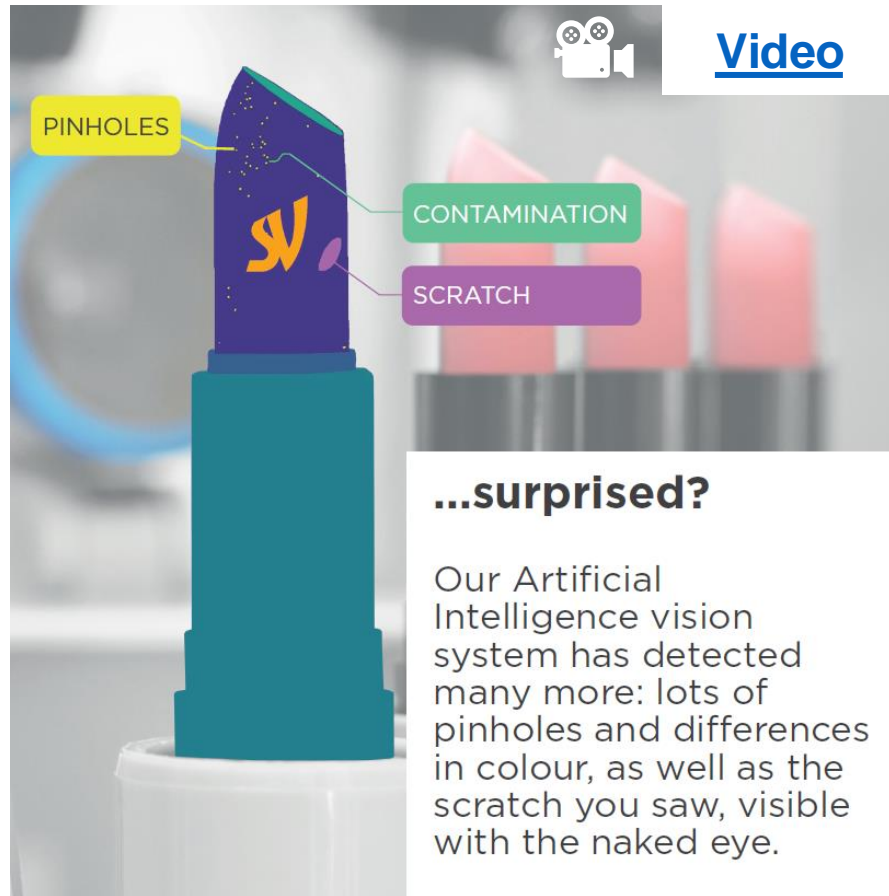 Video
PINHOLES
CONTAMINATION
SV
SCRATCH
...surprised?
Our Artificial
Intelligence vision
system has detected
many more: lots of
pinholes and differences
in colour, as well as the
scratch you saw, visible
with the naked eye.